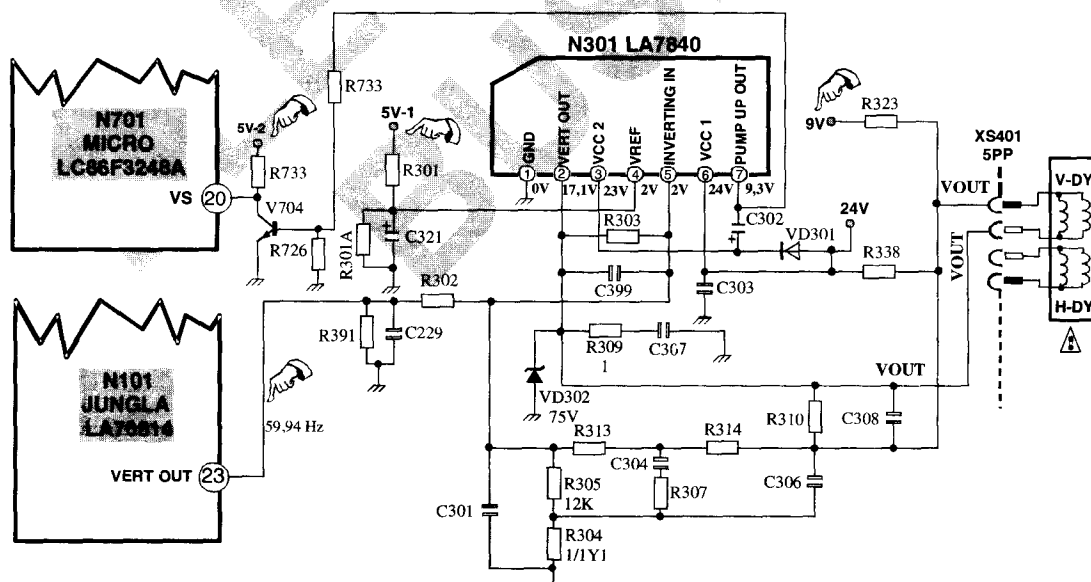 N301 LA7840
N701
MICRO
LC86F3248A
VS 20
5V-2
R733
V704
R726
R733
5V-1
R301
R301A
C321
1 GND 0V
2 VERT OUT 17,1V
3 VCC 2 23V
4 VREF 2V
5 INVERTING IN 2V
6 VCC 1 24V
7 PUMP UP OUT 9,3V
R303
C302
VD301
24V
C399
C303
R338
9V
R323
XS401
5PP
VOUT
VOUT
V-DY
H-DY
R302
R391
C229
R309
1
C367
VD302
75V
VOUT
N101
JUNGLA
59,94 Hz
VERT OUT 23
R310
C308
R313
R314
C304
R307
C306
R305
12K
C301
R304
1/1Y1